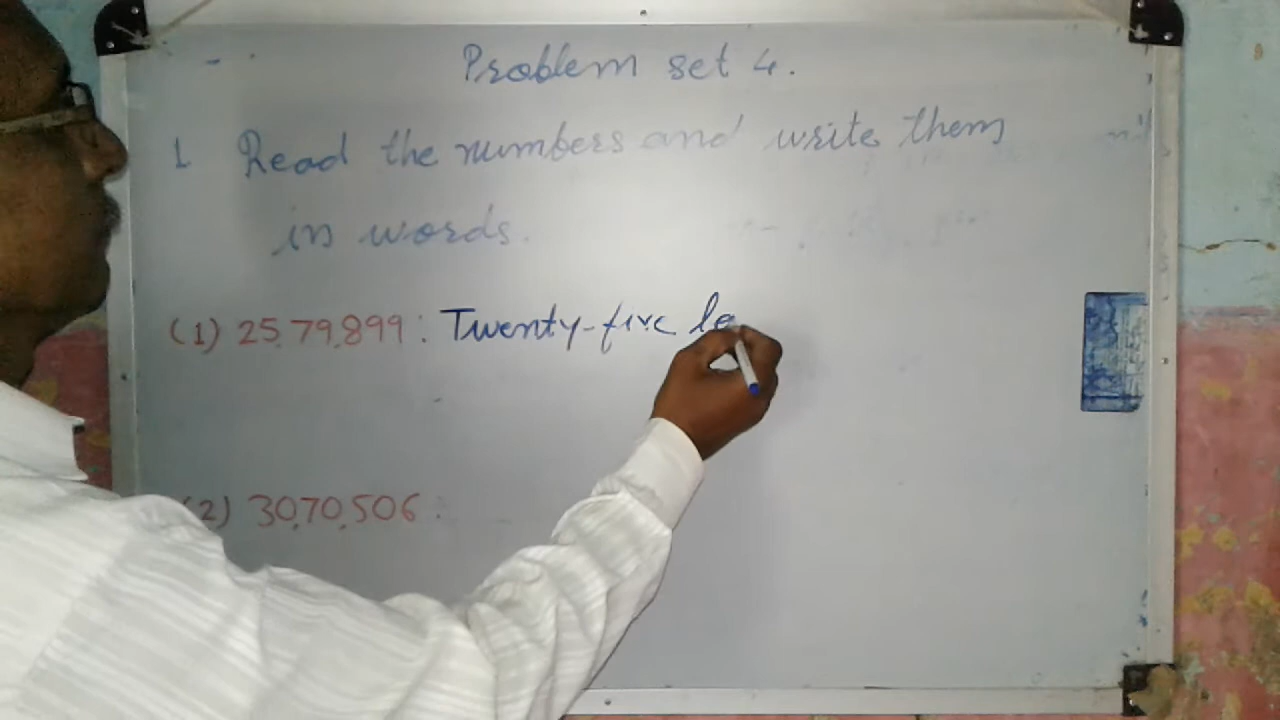 Problem set 4.
1 Read the numbers and write them
in words.
(1) 25,79,899 : Twenty-five la
(2) 30,70,506 :